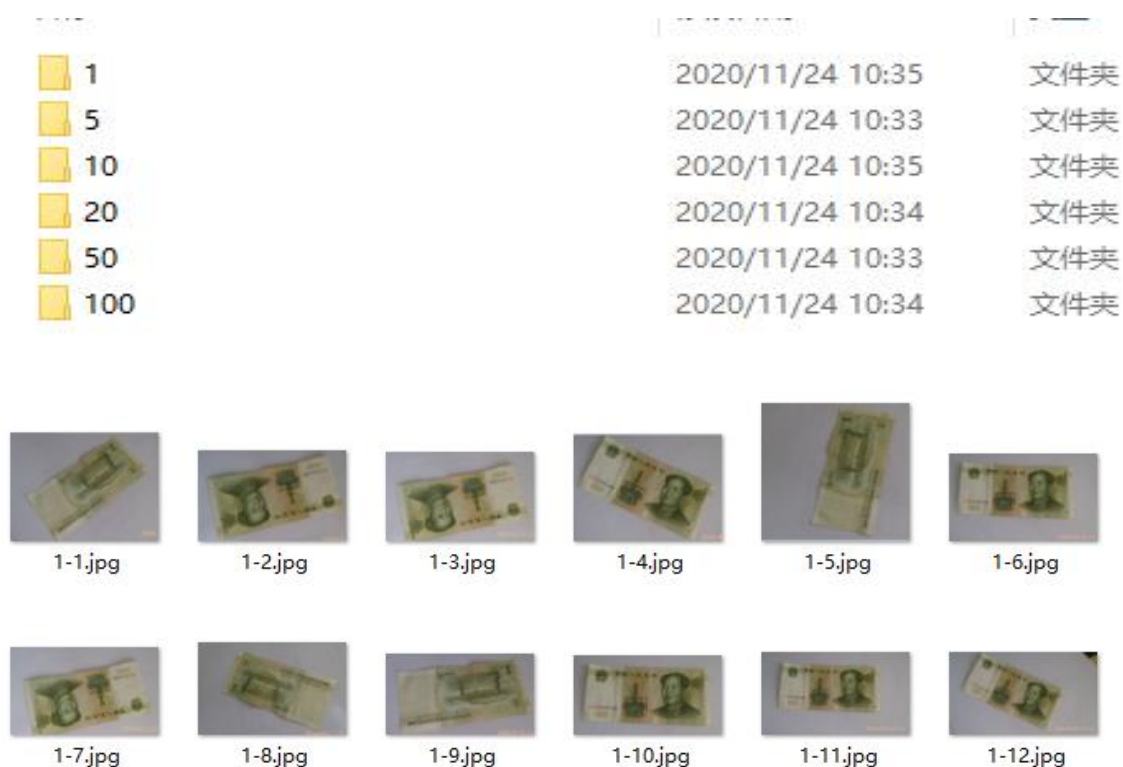 1 2020/11/24 10:35 文件夹
5 2020/11/24 10:33 文件夹
10 2020/11/24 10:35 文件夹
20 2020/11/24 10:34 文件夹
50 2020/11/24 10:33 文件夹
100 2020/11/24 10:34 文件夹
1-1.jpg 1-2.jpg 1-3.jpg 1-4.jpg 1-5.jpg 1-6.jpg
1-7.jpg 1-8.jpg 1-9.jpg 1-10.jpg 1-11.jpg 1-12.jpg